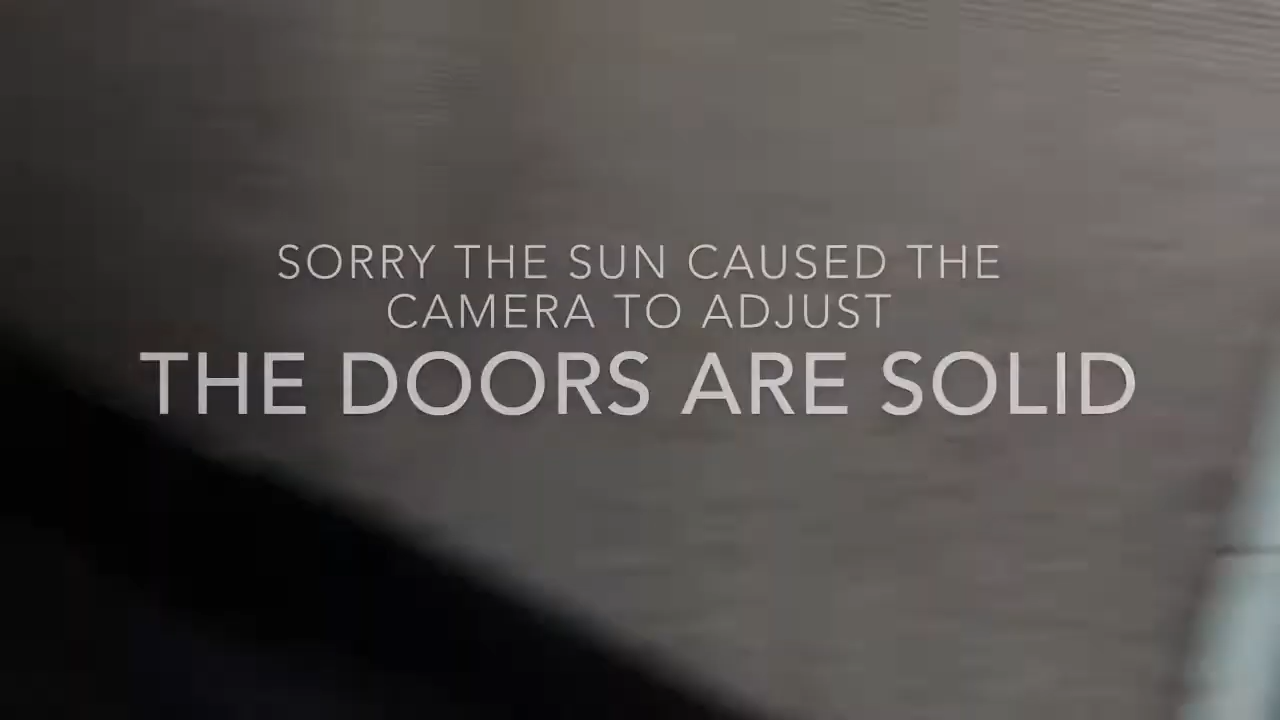 SORRY THE SUN CAUSED THE
CAMERA TO ADJUST
THE DOORS ARE SOLID